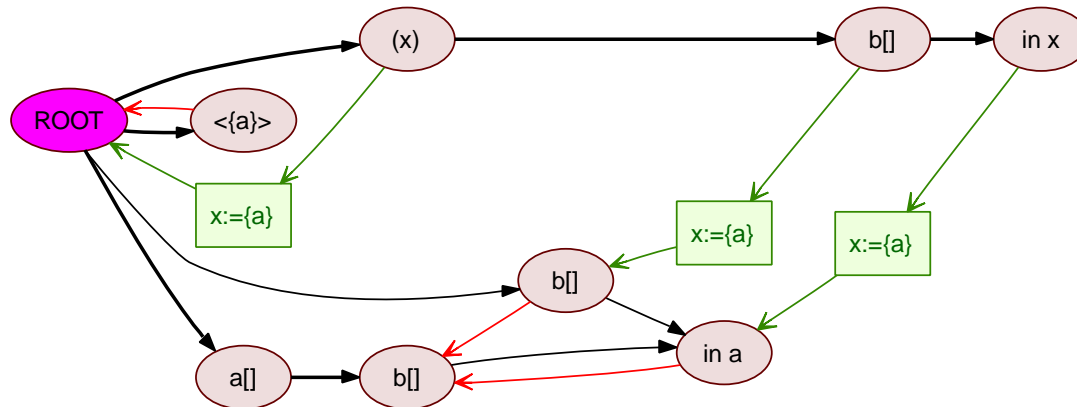 (x)
b[]
in x
ROOT
<{a}>
x:={a}
x:={a}
x:={a}
b[]
in a
a[]
b[]